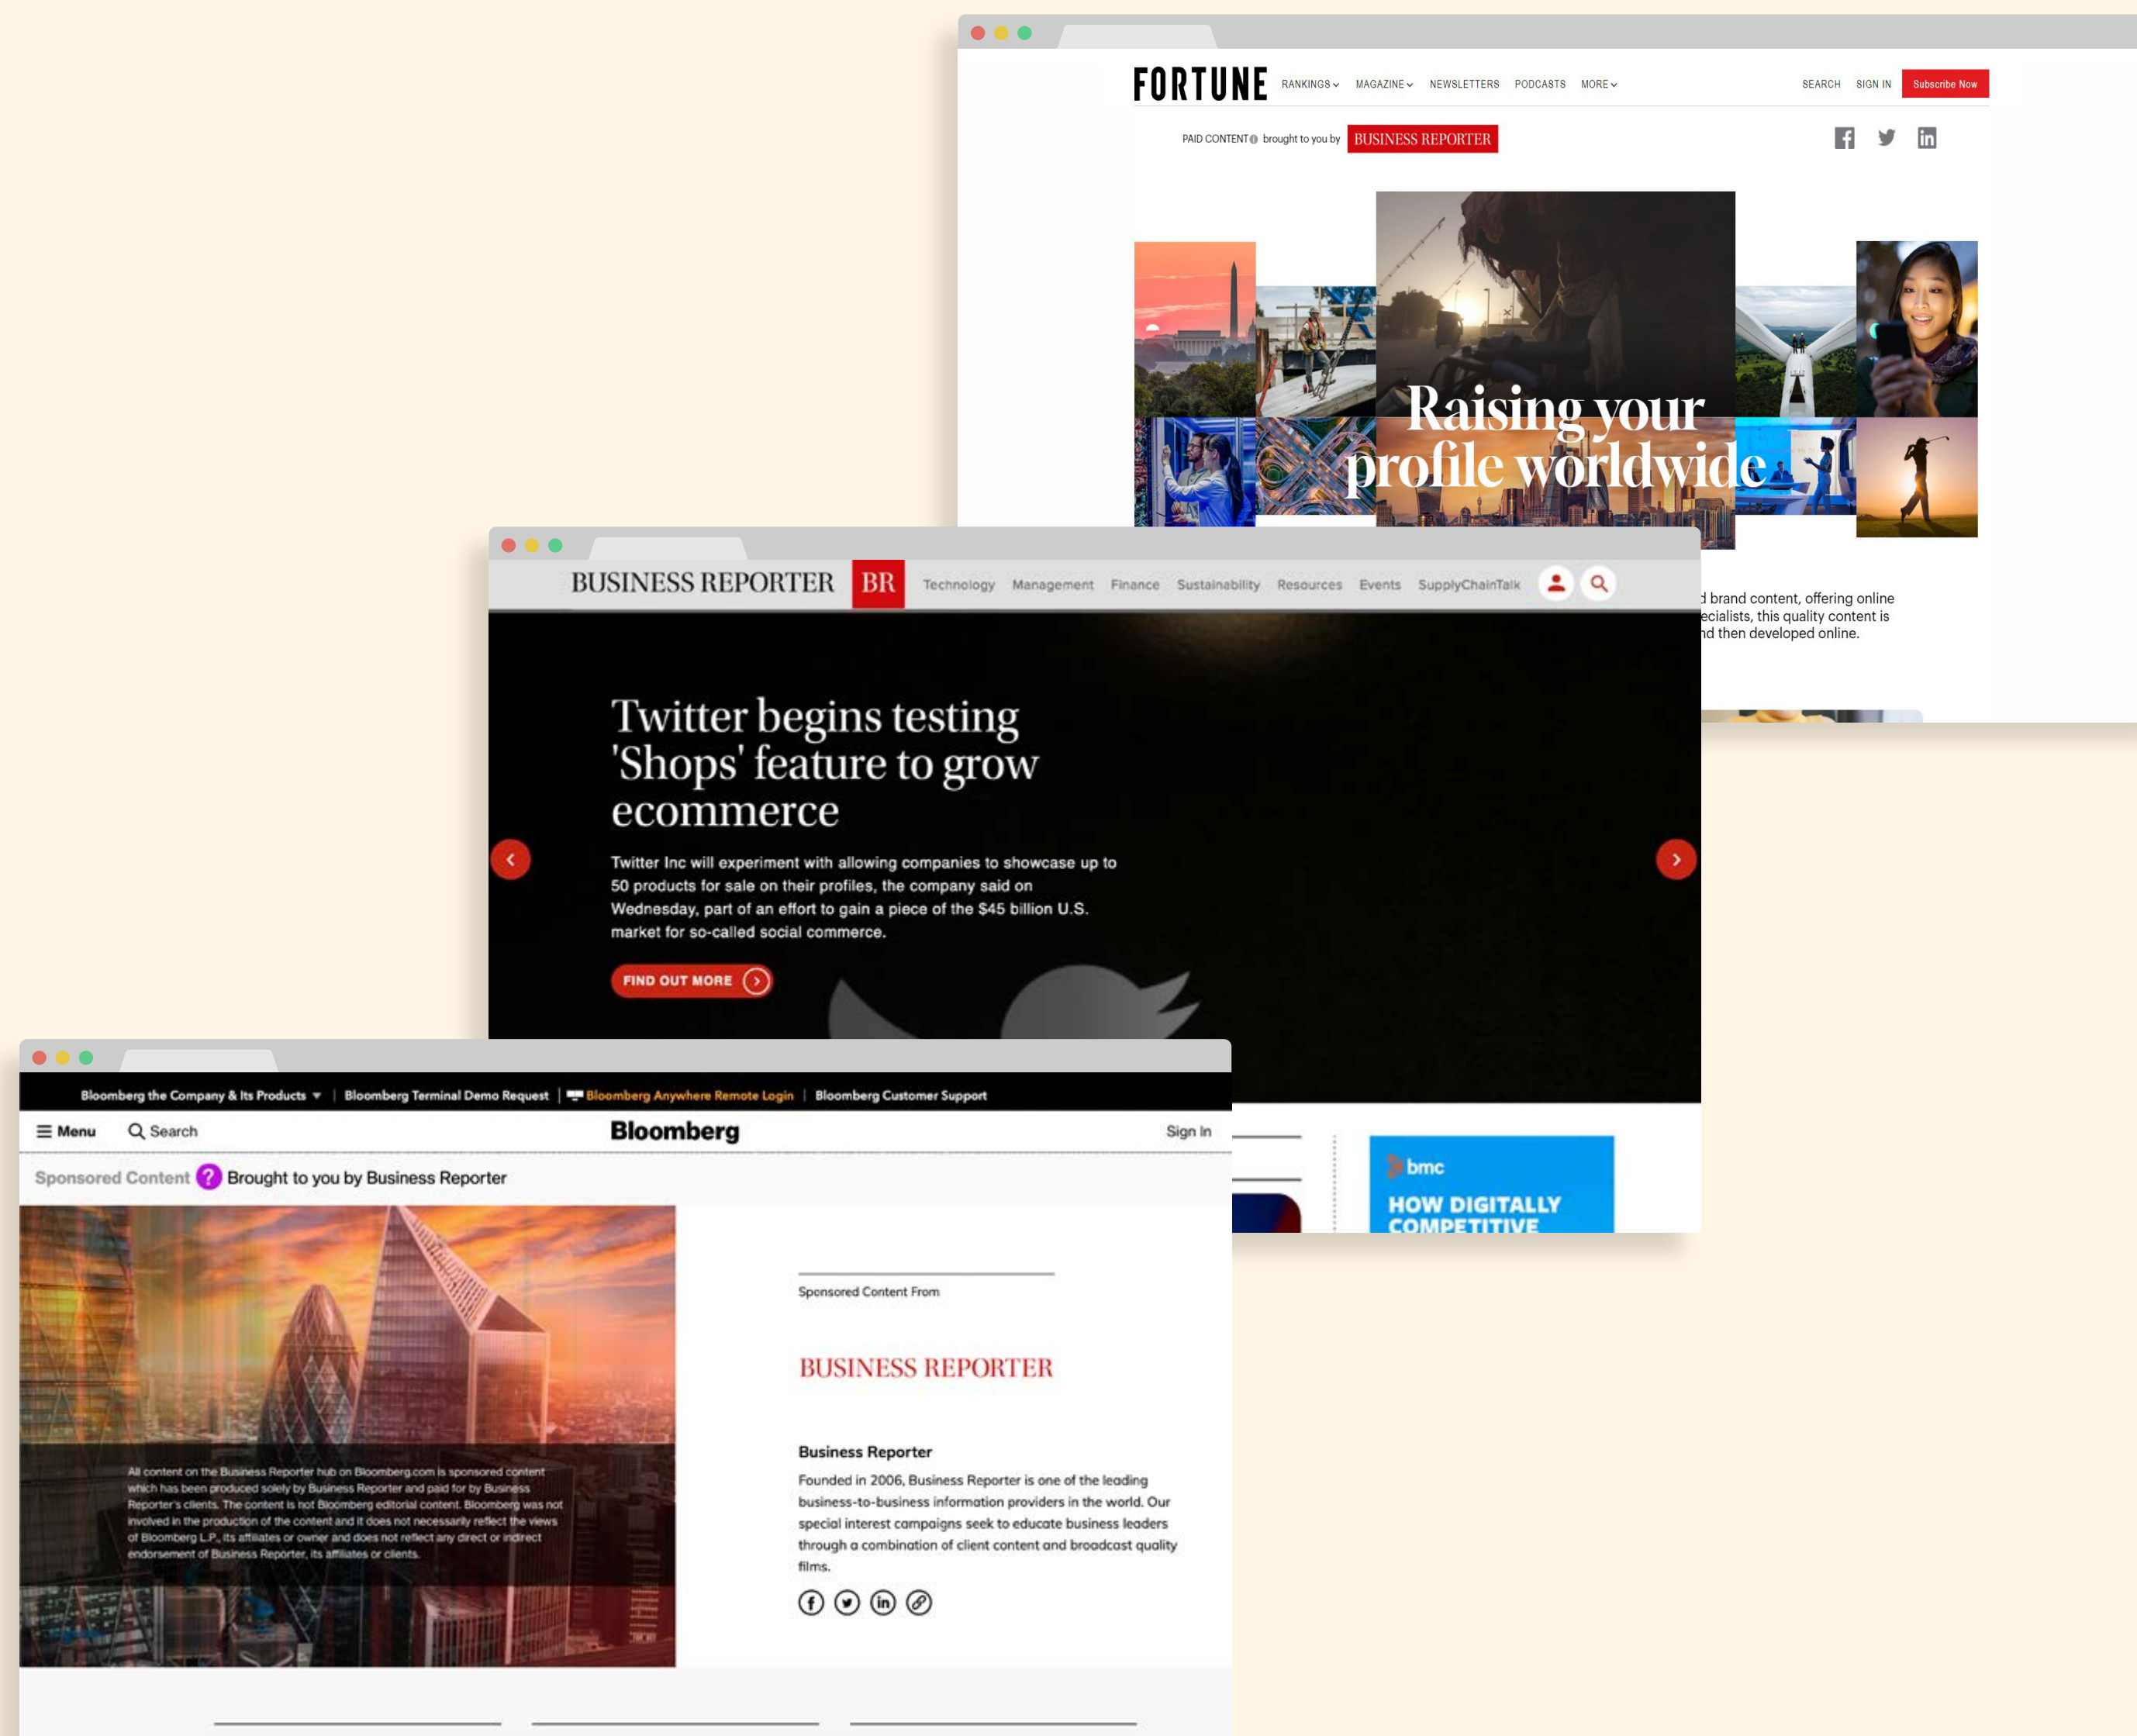 FORTUNE RANKINGS MAGAZINE NEWSLETTERS PODCASTS MORE SEARCH SIGN IN Subscribe Now
PAID CONTENT brought to you by BUSINESS REPORTER
Raising your
profile worldwide
brand content, offering online
ecialists, this quality content is
nd then developed online.
BUSINESS REPORTER BR Technology Management Finance Sustainability Resources Events SupplyChainTalk
Twitter begins testing
'Shops' feature to grow
ecommerce
Twitter Inc will experiment with allowing companies to showcase up to
50 products for sale on their profiles, the company said on
Wednesday, part of an effort to gain a piece of the $45 billion U.S.
market for so-called social commerce.
FIND OUT MORE
bmc
HOW DIGITALLY
COMPETITIVE
Bloomberg the Company & Its Products | Bloomberg Terminal Demo Request | Bloomberg Anywhere Remote Login | Bloomberg Customer Support
Menu Search Bloomberg Sign In
Sponsored Content ? Brought to you by Business Reporter
All content on the Business Reporter hub on Bloomberg.com is sponsored content
which has been produced solely by Business Reporter and paid for by Business
Reporter's clients. The content is not Bloomberg editorial content. Bloomberg was not
involved in the production of the content and it does not necessarily reflect the views
of Bloomberg L.P., its affiliates or owner and does not reflect any direct or indirect
endorsement of Business Reporter, its affiliates or clients.
Sponsored Content From
BUSINESS REPORTER
Business Reporter
Founded in 2006, Business Reporter is one of the leading
business-to-business information providers in the world. Our
special interest campaigns seek to educate business leaders
through a combination of client content and broadcast quality
films.